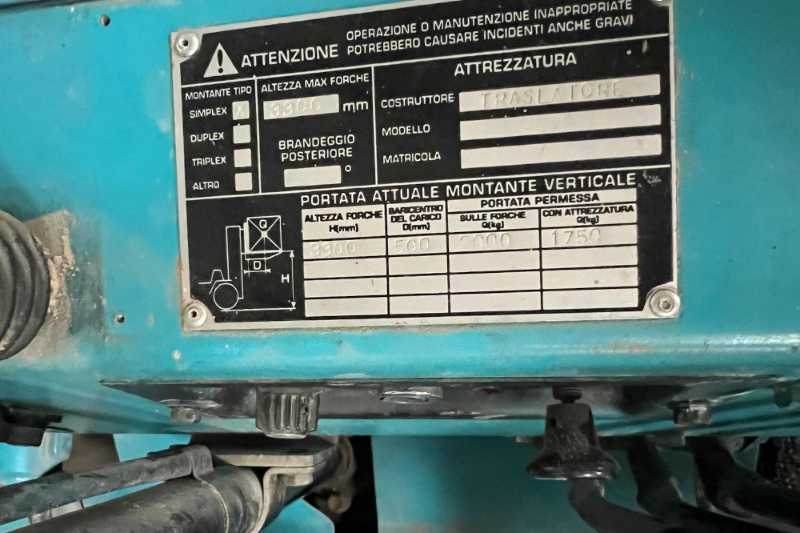 ATTENZIONE
OPERAZIONE O MANUTENZIONE INAPPROPRIATE
POTREBBERO CAUSARE INCIDENTI ANCHE GRAVI
MONTANTE TIPO
SIMPLEX X
DUPLEX
TRIPLEX
ALTRO
ALTEZZA MAX FORCHE
3300 mm
BRANDEGGIO
POSTERIORE
°
ATTREZZATURA
COSTRUTTORE TRASLATORE
MODELLO
MATRICOLA
PORTATA ATTUALE MONTANTE VERTICALE
ALTEZZA FORCHE
H(mm)
BARICENTRO
DEL CARICO
D(mm)
PORTATA PERMESSA
SULLE FORCHE
Q(kg)
CON ATTREZZATURA
Q(kg)
3300 500 2000 1750
Q
D
H